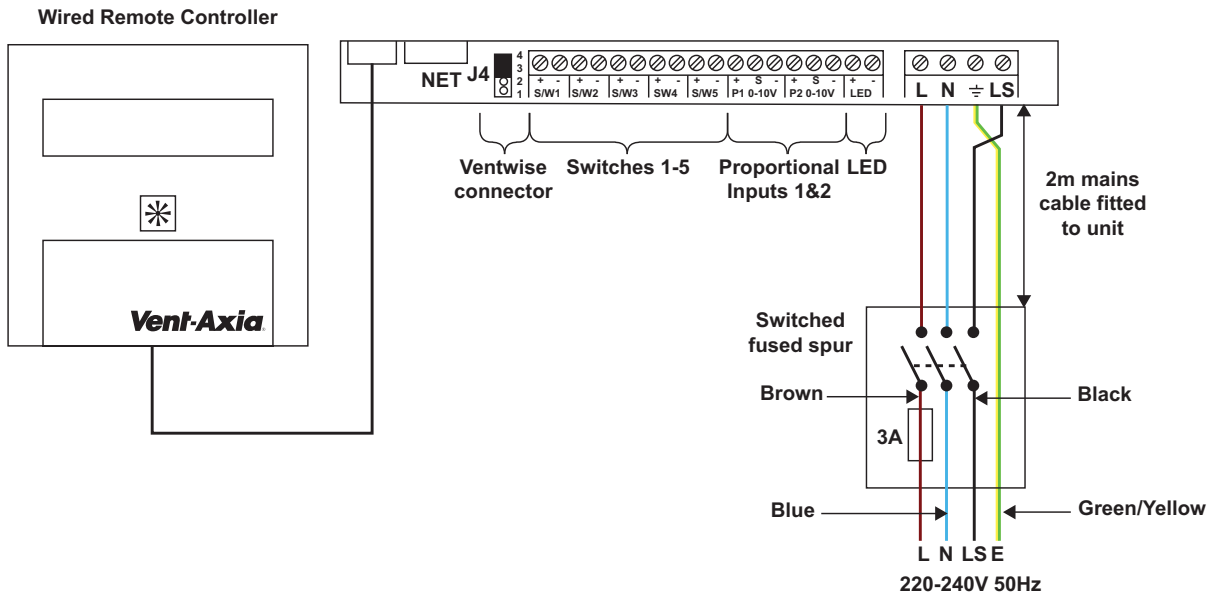 Wired Remote Controller
Vent-Axia
NET J4
4
3
2
1
+ - + - + - + - + - + S - + S - + -
S/W1 S/W2 S/W3 SW4 S/W5 P1 0-10V P2 0-10V LED
L N ⏚ LS
Ventwise
connector
Switches 1-5
Proportional
Inputs 1&2
LED
2m mains
cable fitted
to unit
Switched
fused spur
Brown
Black
3A
Blue
Green/Yellow
L N LS E
220-240V 50Hz